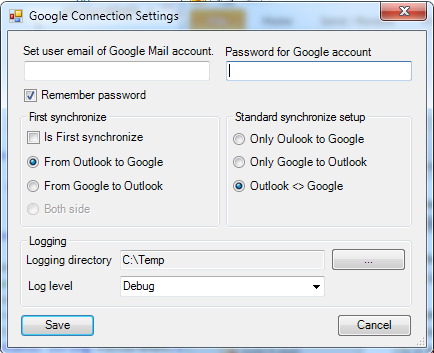 Google Connection Settings
Set user email of Google Mail account.
Password for Google account
Remember password
First synchronize
Is First synchronize
From Outlook to Google
From Google to Outlook
Both side
Standard synchronize setup
Only Oulook to Google
Only Google to Outlook
Outlook <> Google
Logging
Logging directory C:\Temp ...
Log level Debug
Save Cancel